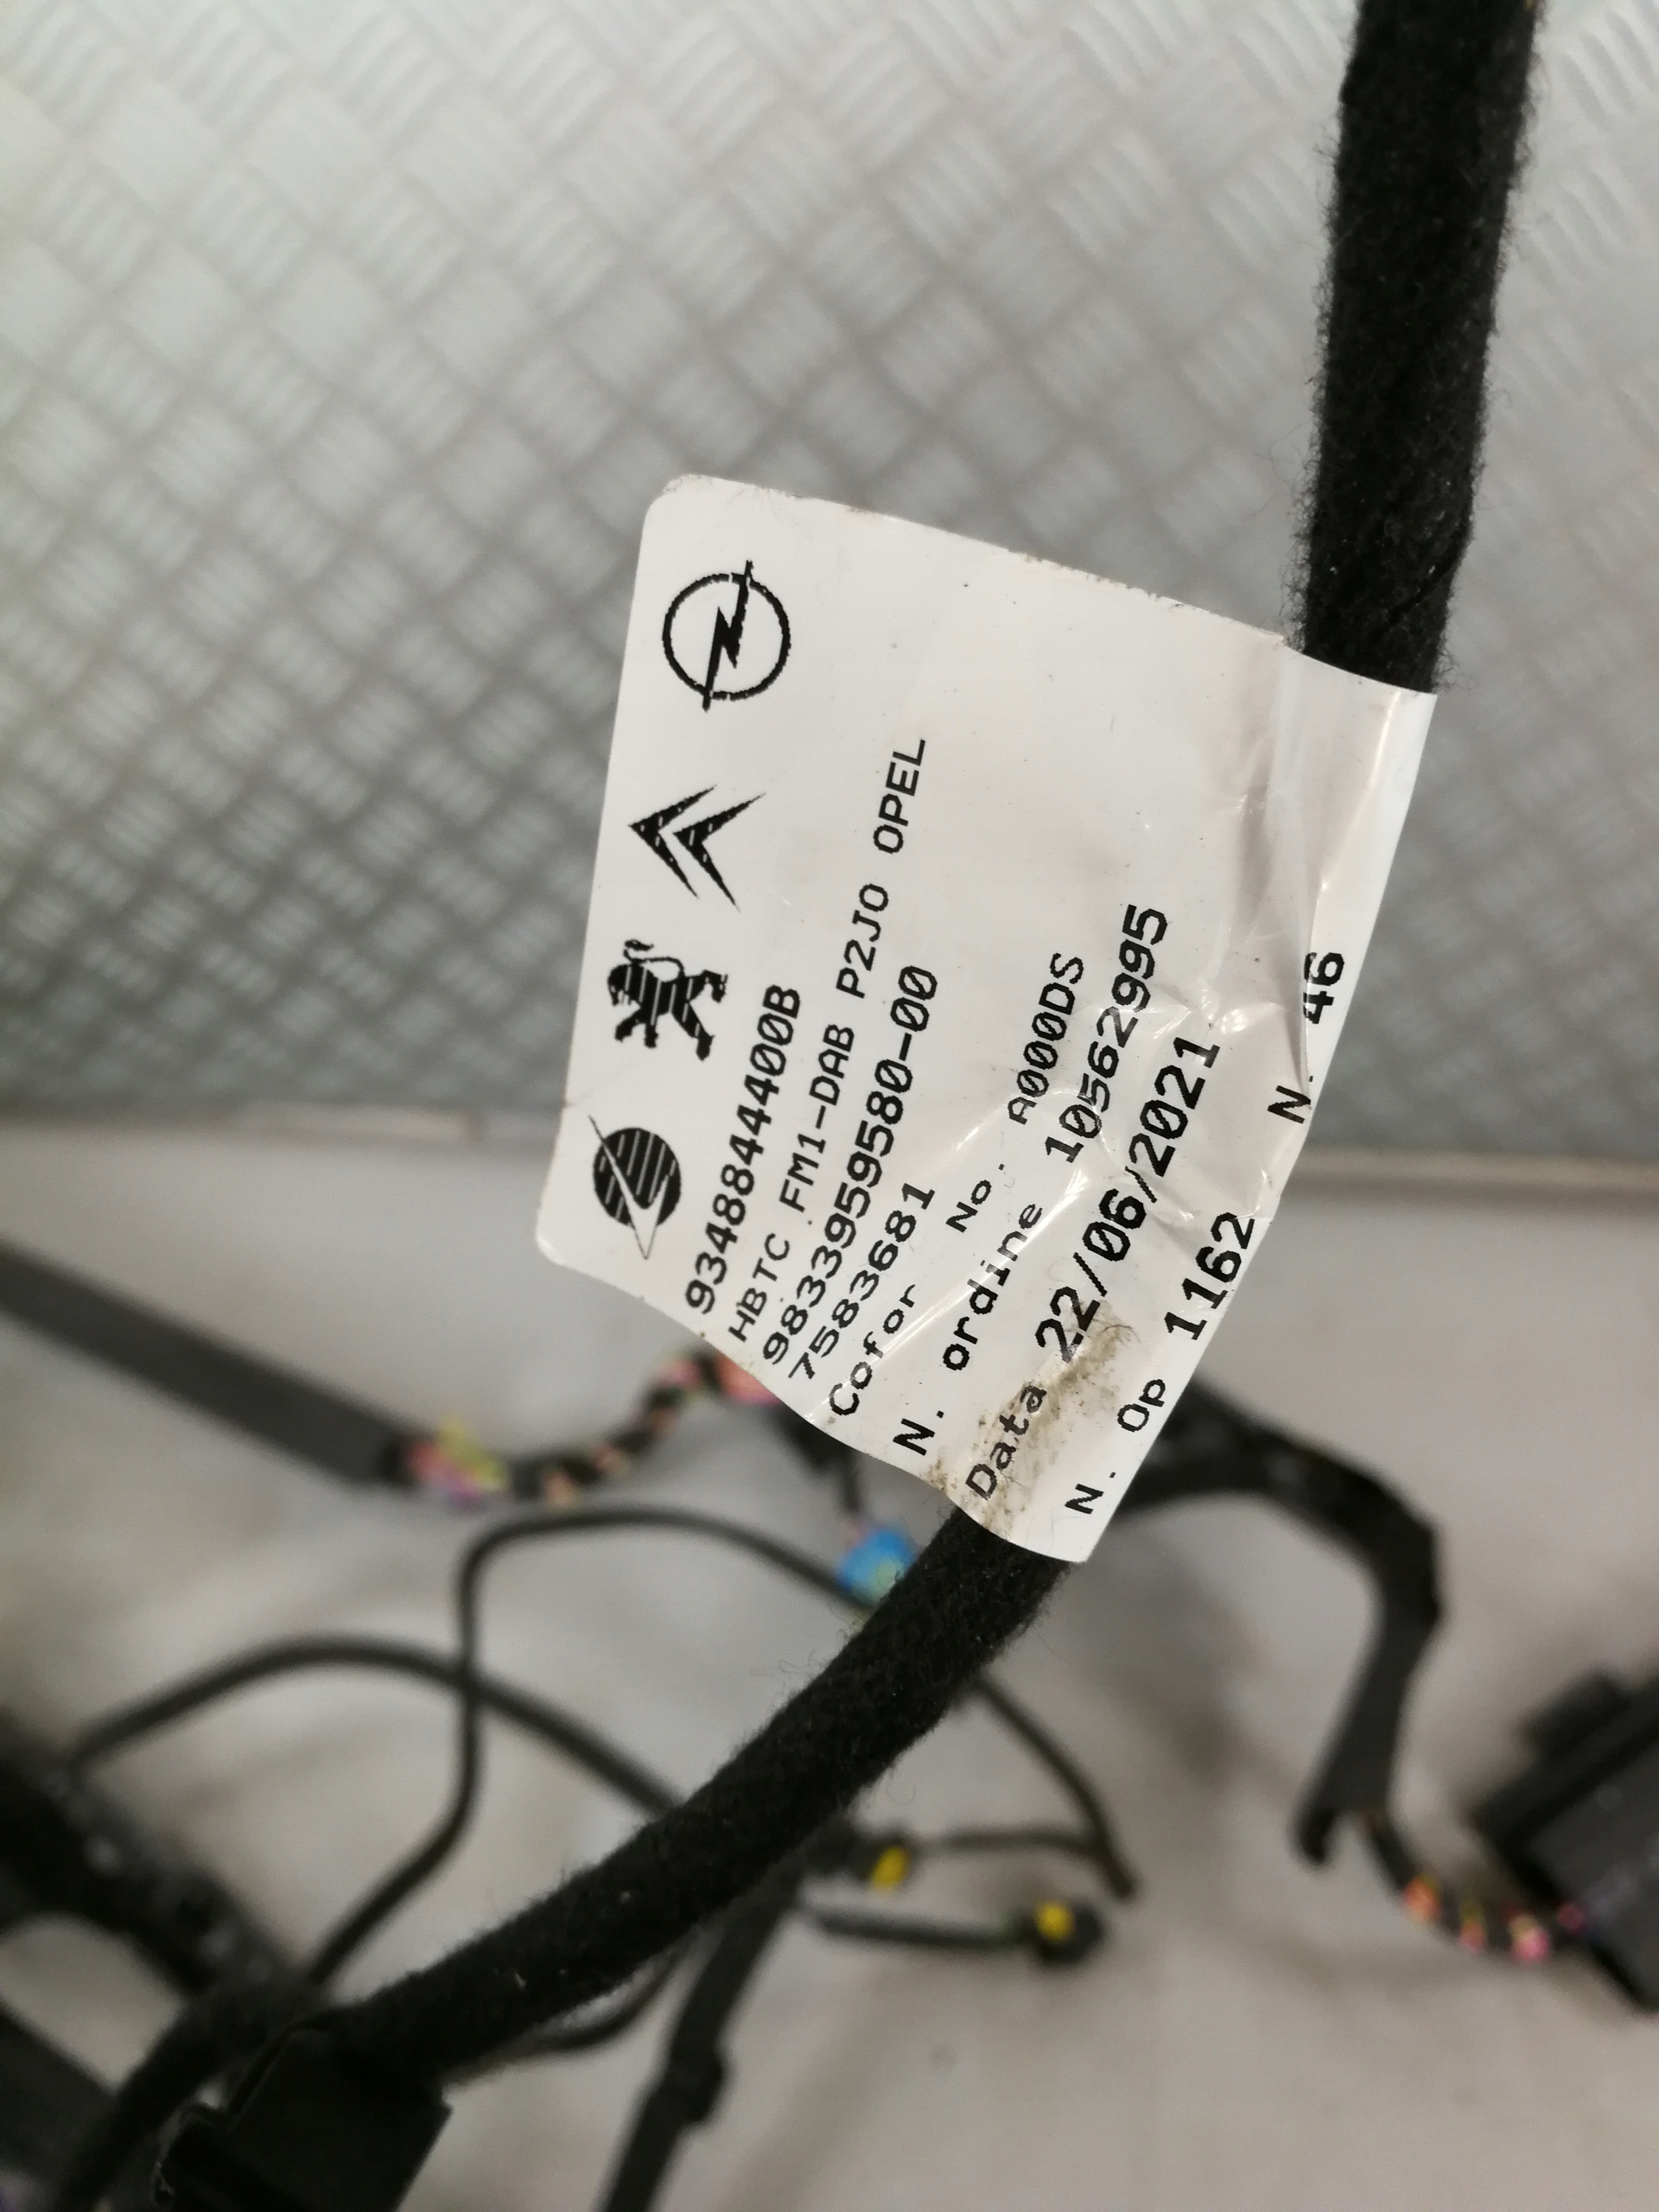 9348844400B
HBTC FM1-DAB P2JO OPEL
9833959580-00
7583681
Cofor No. A000DS
N. ordine 10562995
Data 22/06/2021
N. Op 1162 N. 46